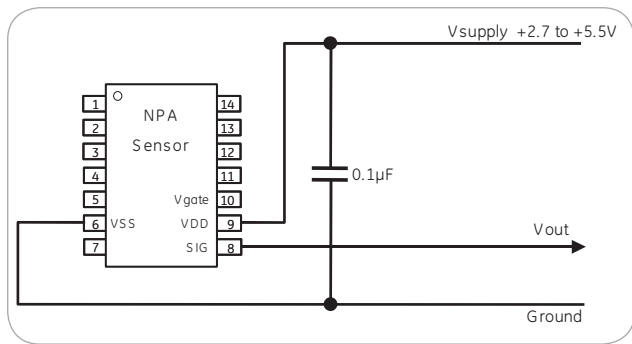 Vsupply +2.7 to +5.5V
1
14
NPA
2
13
Sensor
3
12
4
11
0.1µF
5
Vgate
10
6
VSS
VDD
9
7
SIG
8
Vout
Ground